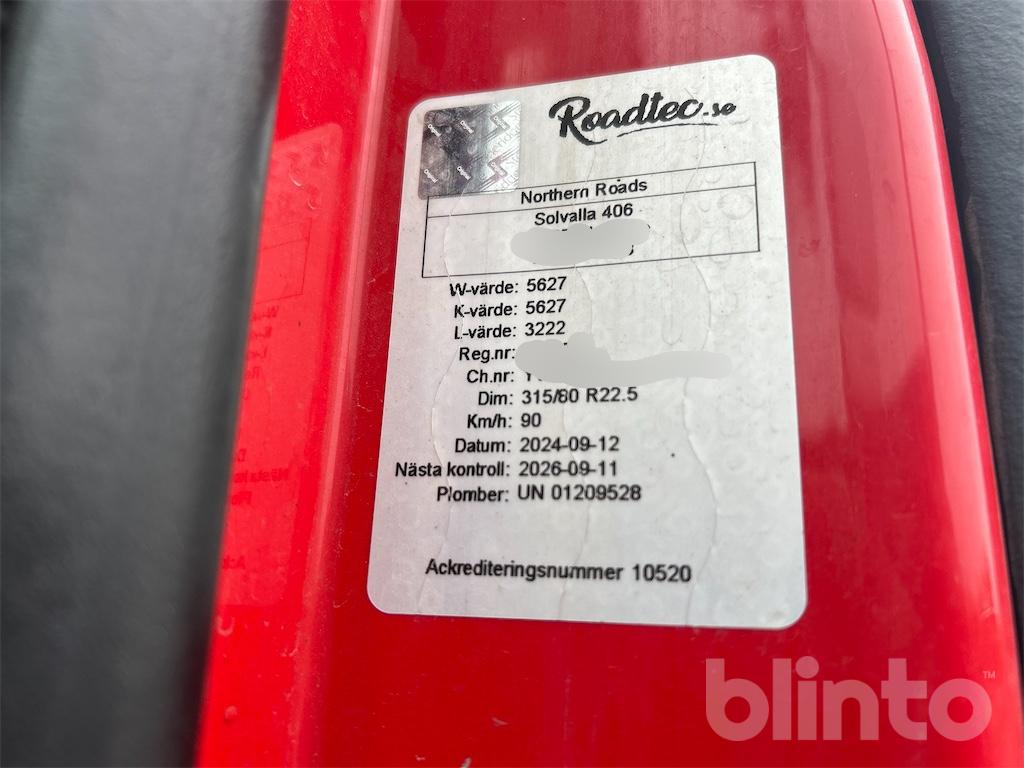 Roadtec.se
Northern Roads
Solvalla 406
W-värde: 5627
K-värde: 5627
L-värde: 3222
Reg.nr:
Ch.nr:
Dim: 315/80 R22.5
Km/h: 90
Datum: 2024-09-12
Nästa kontroll: 2026-09-11
Plomber: UN 01209528
Ackrediteringsnummer 10520
blinto™